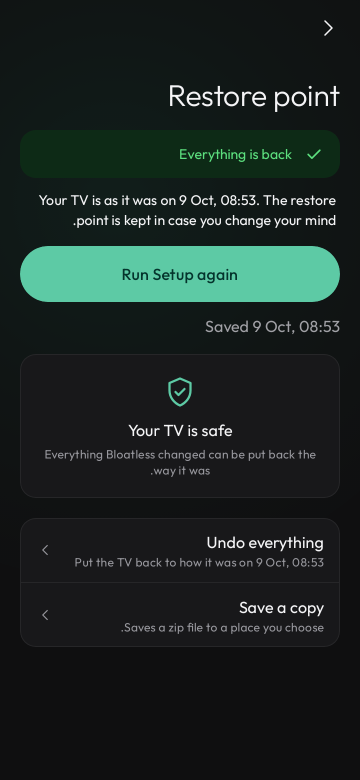 Restore point
Everything is back
Your TV is as it was on 9 Oct, 08:53. The restore
.point is kept in case you change your mind
Run Setup again
Saved 9 Oct, 08:53
Your TV is safe
Everything Bloatless changed can be put back the
.way it was
Undo everything
Put the TV back to how it was on 9 Oct, 08:53
Save a copy
.Saves a zip file to a place you choose